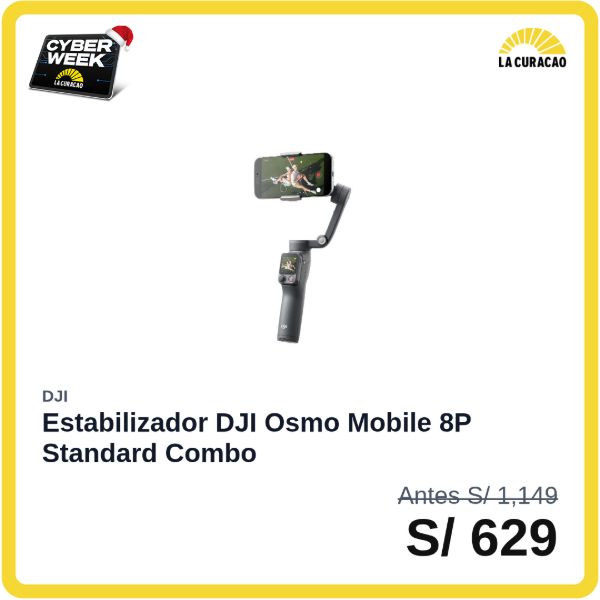 CYBER
WEEK
LA CURACAO
LA CURACAO
DJI
Estabilizador DJI Osmo Mobile 8P
Standard Combo
Antes S/ 1,149
S/ 629